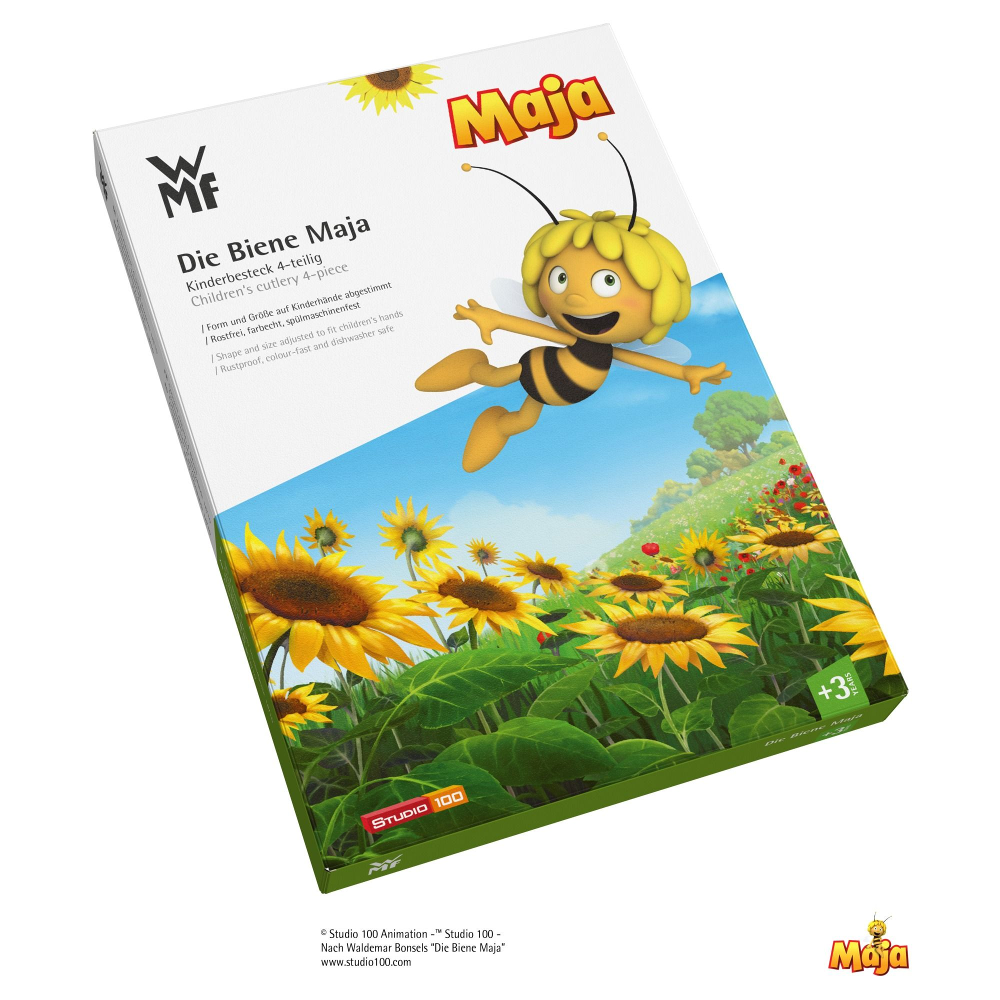 Maja
WMF
Die Biene Maja
Kinderbesteck 4-teilig
Children's cutlery 4-piece
/ Form und Größe auf Kinderhände abgestimmt
/ Rostfrei, farbecht, spülmaschinenfest
/ Shape and size adjusted to fit children's hands
/ Rustproof, colour-fast and dishwasher safe
+3
YEARS
Die Biene Maja
+3
STUDIO 100
WMF
WMF
© Studio 100 Animation -™ Studio 100 -
Nach Waldemar Bonsels “Die Biene Maja”
www.studio100.com
Maja